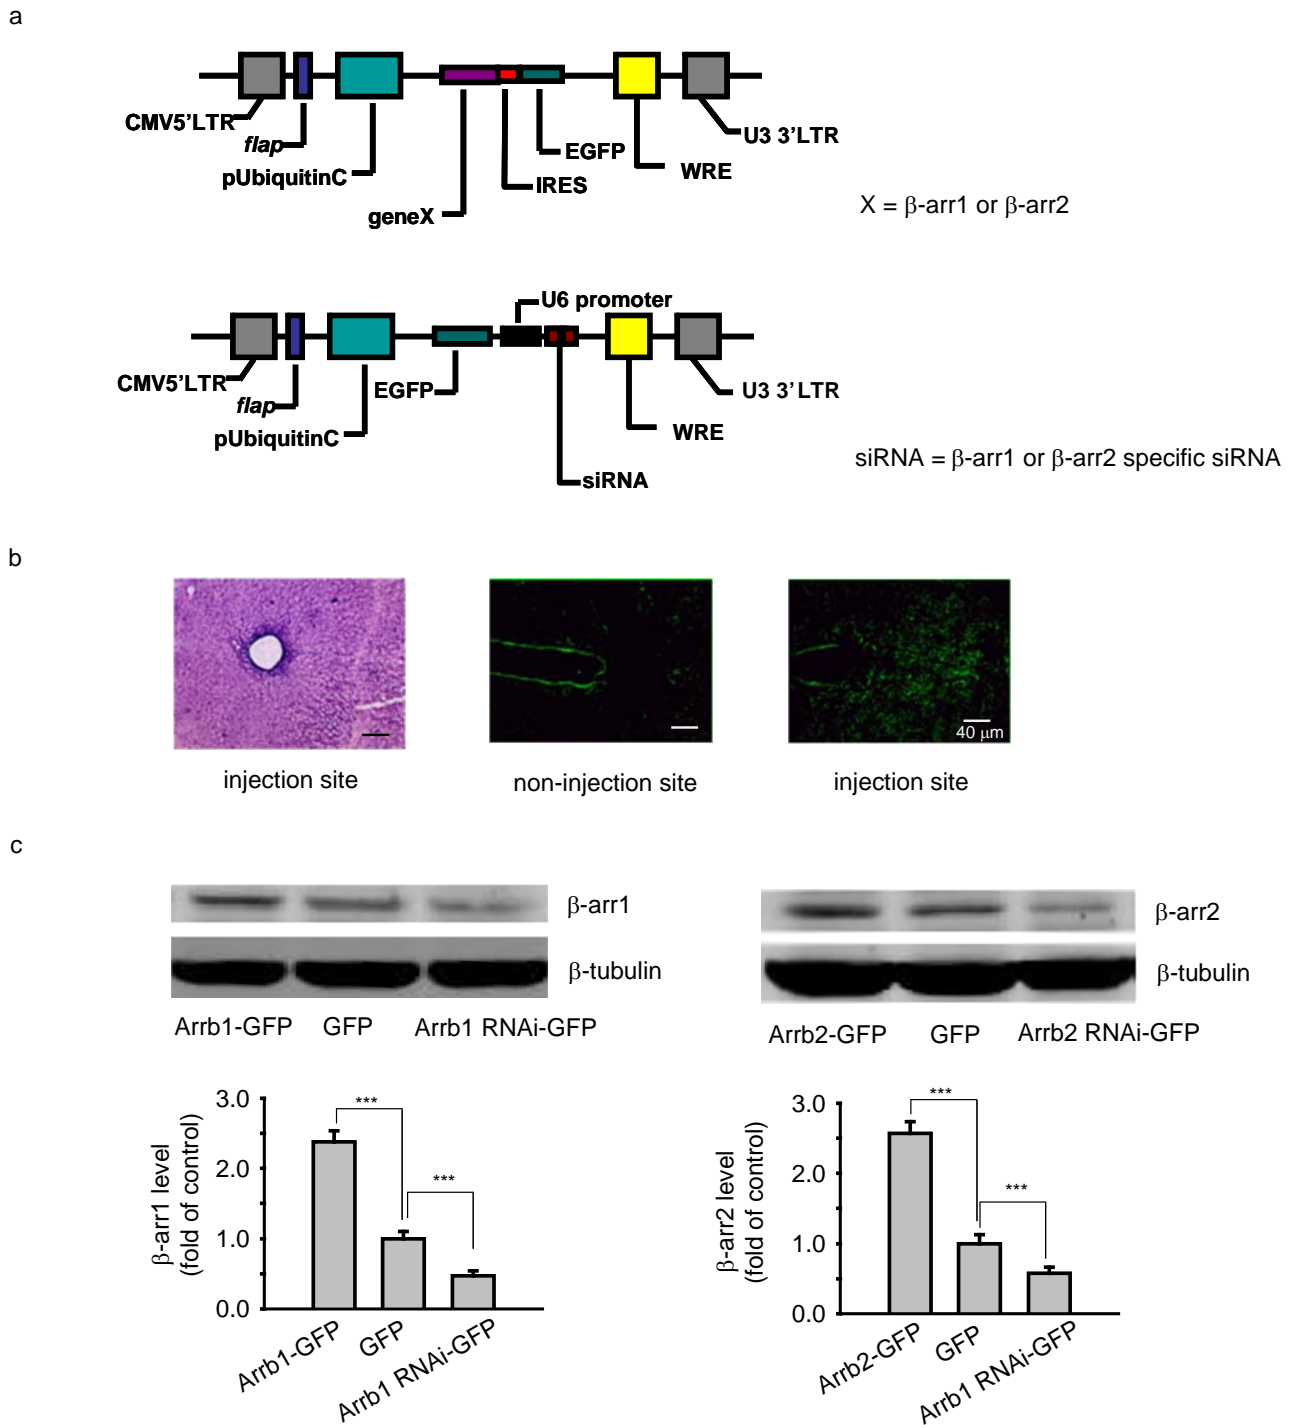 a
CMV5'LTR
flap
pUbiquitinC
geneX
IRES
EGFP
WRE
U3 3'LTR
X = β-arr1 or β-arr2
U6 promoter
CMV5'LTR
flap
pUbiquitinC
EGFP
siRNA
WRE
U3 3'LTR
siRNA = β-arr1 or β-arr2 specific siRNA
b
40 μm
injection site
non-injection site
injection site
c
β-arr1
β-tubulin
Arrb1-GFP GFP Arrb1 RNAi-GFP
β-arr2
β-tubulin
Arrb2-GFP GFP Arrb2 RNAi-GFP
β-arr1 level
(fold of control)
3.0
2.0
1.0
0.0
***
***
Arrb1-GFP
GFP
Arrb1 RNAi-GFP
β-arr2 level
(fold of control)
3.0
2.0
1.0
0.0
***
***
Arrb2-GFP
GFP
Arrb1 RNAi-GFP